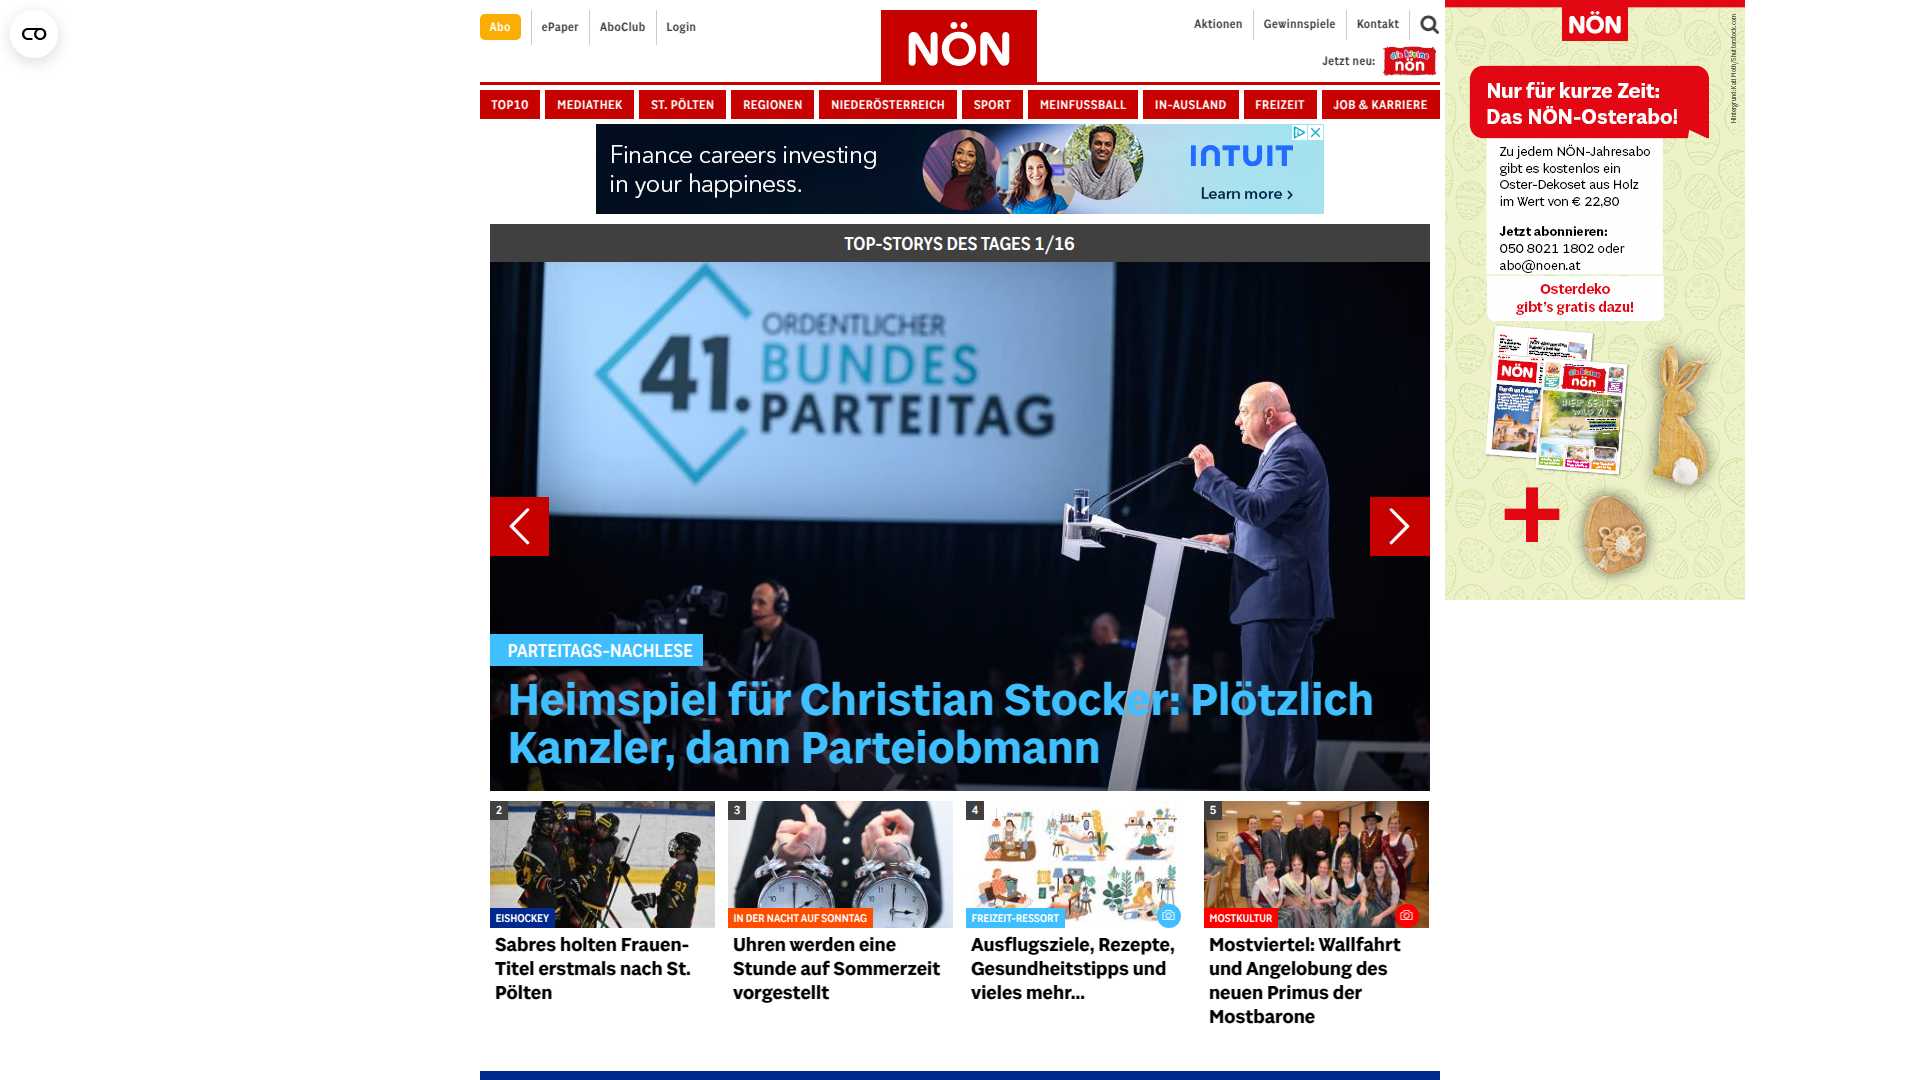 Abo
ePaper
AboClub
Login
NÖN
Aktionen
Gewinnspiele
Kontakt
Jetzt neu:
die kleine
nön
TOP10
MEDIATHEK
ST. PÖLTEN
REGIONEN
NIEDERÖSTERREICH
SPORT
MEINFUSSBALL
IN-AUSLAND
FREIZEIT
JOB & KARRIERE
Finance careers investing
in your happiness.
INTUIT
Learn more >
TOP-STORYS DES TAGES 1/16
41. ORDENTLICHER
BUNDES
PARTEITAG
PARTEITAGS-NACHLESE
Heimspiel für Christian Stocker: Plötzlich
Kanzler, dann Parteiobmann
2
EISHOCKEY
Sabres holten Frauen-
Titel erstmals nach St.
Pölten
3
IN DER NACHT AUF SONNTAG
Uhren werden eine
Stunde auf Sommerzeit
vorgestellt
4
FREIZEIT-RESSORT
Ausflugsziele, Rezepte,
Gesundheitstipps und
vieles mehr...
5
MOSTKULTUR
Mostviertel: Wallfahrt
und Angelobung des
neuen Primus der
Mostbarone
NÖN
Nur für kurze Zeit:
Das NÖN-Osterabo!
Zu jedem NÖN-Jahresabo
gibt es kostenlos ein
Oster-Dekoset aus Holz
im Wert von € 22,80
Jetzt abonnieren:
050 8021 1802 oder
abo@noen.at
Osterdeko
gibt's gratis dazu!
NÖN
nön